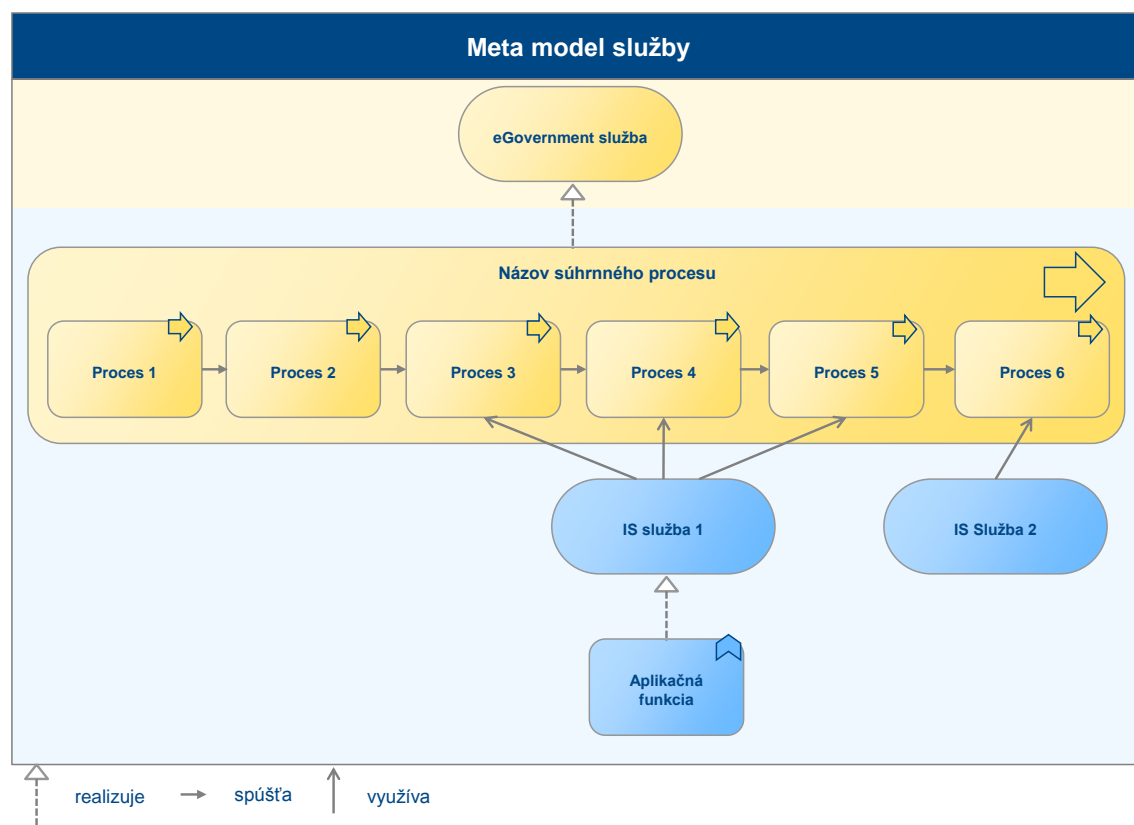 Meta model služby
eGovernment služba
Názov súhrnného procesu
Proces 1
Proces 2
Proces 3
Proces 4
Proces 5
Proces 6
IS služba 1
IS Služba 2
Aplikačná
funkcia
realizuje
spúšťa
využíva